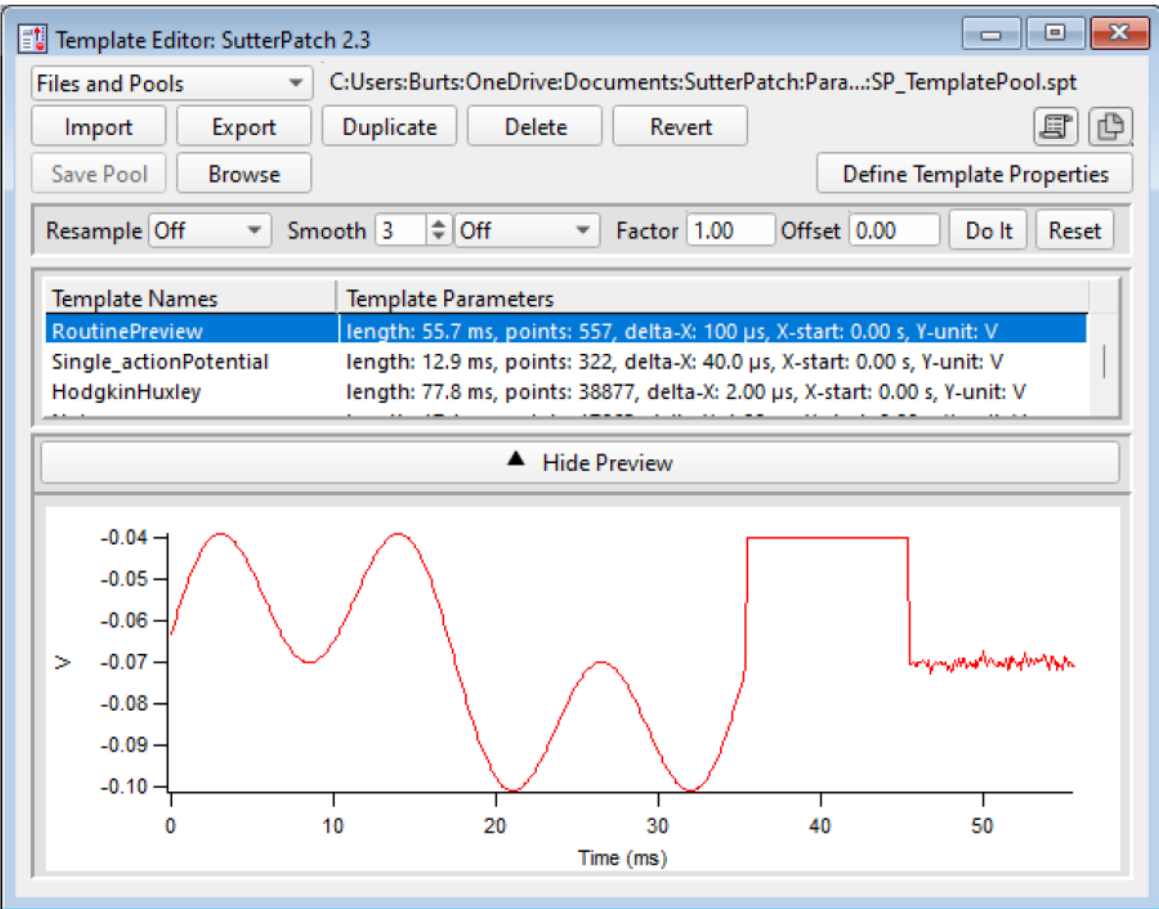 Template Editor: SutterPatch 2.3
Files and Pools C:Users:Burts:OneDrive:Documents:SutterPatch:Para...:SP_TemplatePool.spt
Import Export Duplicate Delete Revert
Save Pool Browse Define Template Properties
Resample Off Smooth 3 Off Factor 1.00 Offset 0.00 Do It Reset
Template Names Template Parameters
RoutinePreview length: 55.7 ms, points: 557, delta-X: 100 µs, X-start: 0.00 s, Y-unit: V
Single_actionPotential length: 12.9 ms, points: 322, delta-X: 40.0 µs, X-start: 0.00 s, Y-unit: V
HodgkinHuxley length: 77.8 ms, points: 38877, delta-X: 2.00 µs, X-start: 0.00 s, Y-unit: V
Hide Preview
-0.04
-0.05
-0.06
V -0.07
-0.08
-0.09
-0.10
0 10 20 30 40 50
Time (ms)